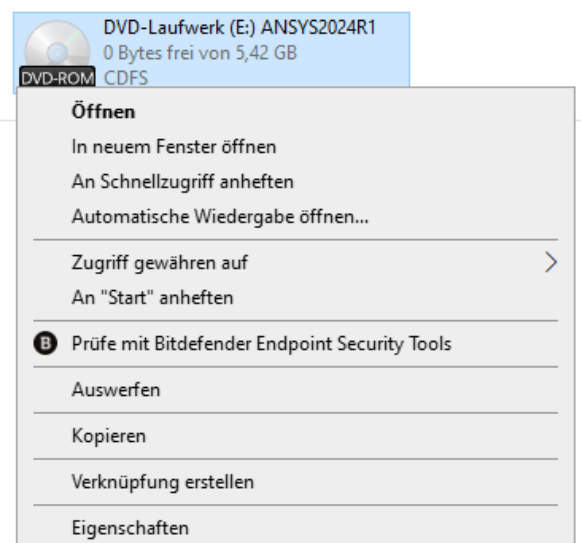 DVD-Laufwerk (E:) ANSYS2024R1
0 Bytes frei von 5,42 GB
DVD-ROM CDFS
Öffnen
In neuem Fenster öffnen
An Schnellzugriff anheften
Automatische Wiedergabe öffnen...
Zugriff gewähren auf
An "Start" anheften
B Prüfe mit Bitdefender Endpoint Security Tools
Auswerfen
Kopieren
Verknüpfung erstellen
Eigenschaften